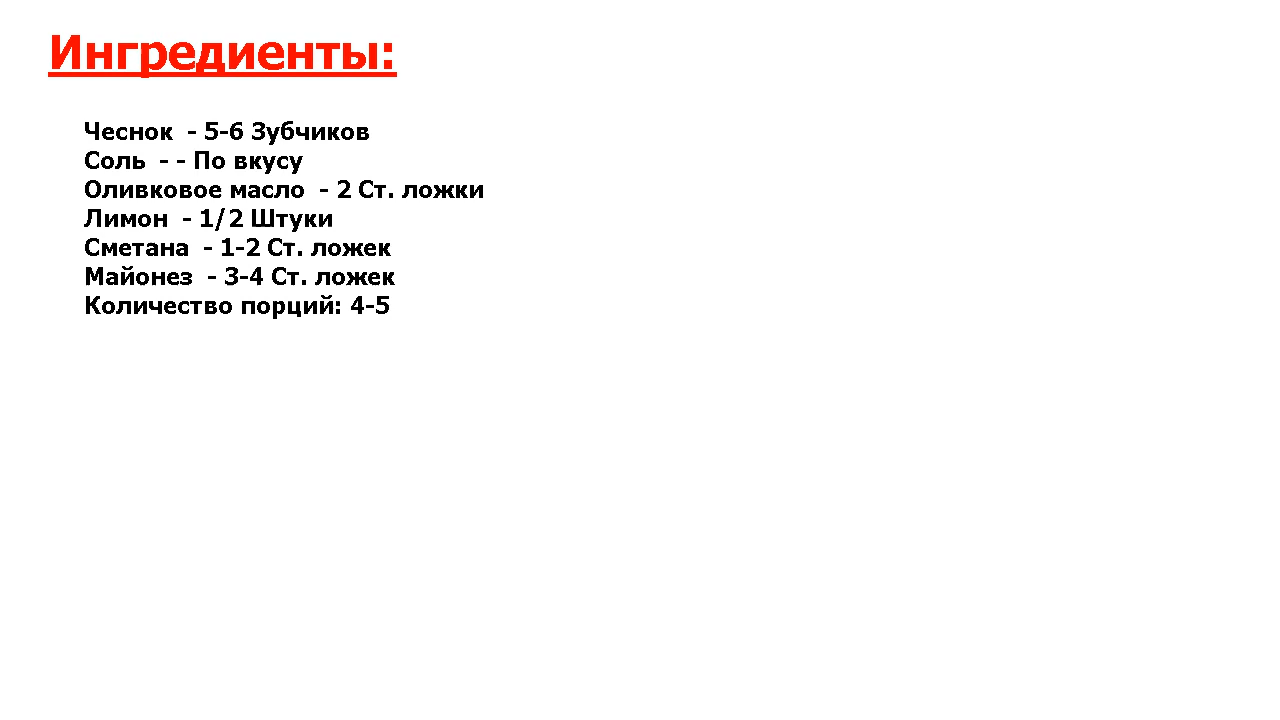 Ингредиенты:
Чеснок  - 5-6 Зубчиков
Соль  - - По вкусу
Оливковое масло  - 2 Ст. ложки
Лимон  - 1/2 Штуки
Сметана  - 1-2 Ст. ложек
Майонез  - 3-4 Ст. ложек
Количество порций: 4-5